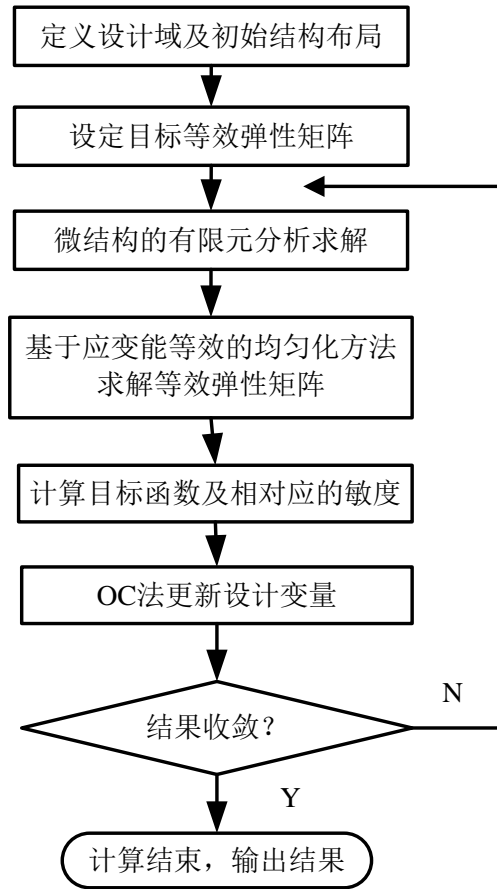 定义设计域及初始结构布局
设定目标等效弹性矩阵
微结构的有限元分析求解
基于应变能等效的均匀化方法
求解等效弹性矩阵
计算目标函数及相对应的敏度
OC法更新设计变量
结果收敛？
N
Y
计算结束，输出结果